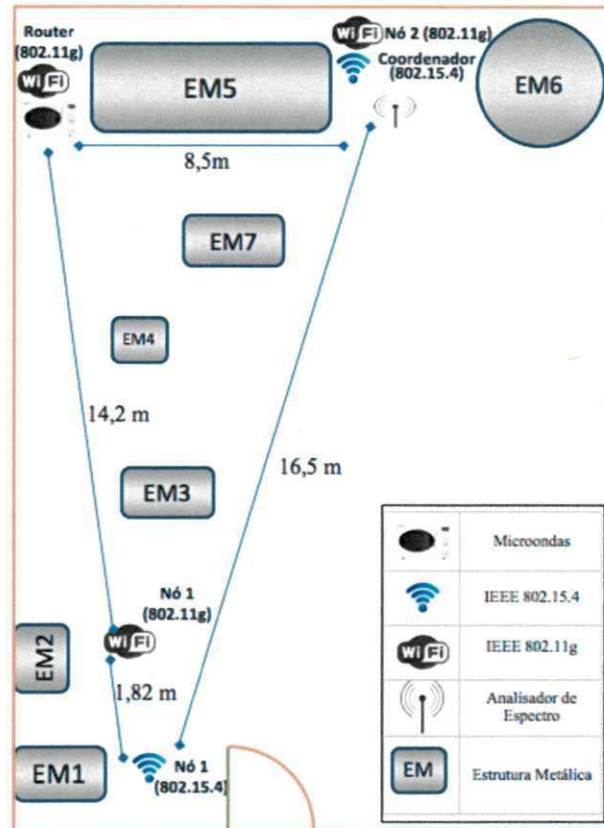 Router
(802.11g)
WiFi
EM5
WiFi Nó 2 (802.11g)
Coordenador
(802.15.4)
EM6
8,5m
EM7
EM4
14,2 m
16,5 m
EM3
Nó 1
(802.11g)
WiFi
EM2
1,82 m
EM1
Nó 1
(802.15.4)
Microondas
IEEE 802.15.4
WiFi
IEEE 802.11g
Analisador de
Espectro
EM
Estrutura Metálica